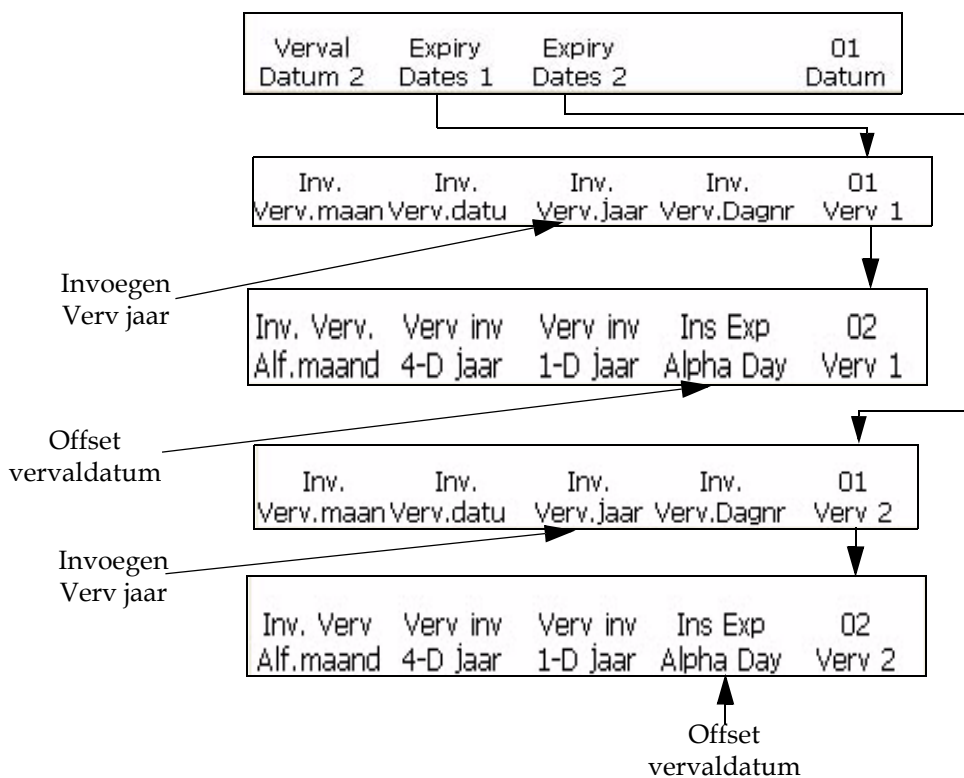 Verval Expiry Expiry 01
Datum 2 Dates 1 Dates 2 Datum
Inv. Inv. Inv. Inv. 01
Verv.maan Verv.datu Verv.jaar Verv.Dagnr Verv 1
Invoegen
Verv jaar
Inv. Verv. Verv inv Verv inv Ins Exp 02
Alf.maand 4-D jaar 1-D jaar Alpha Day Verv 1
Offset
vervaldatum
Inv. Inv. Inv. Inv. 01
Verv.maan Verv.datu Verv.jaar Verv.Dagnr Verv 2
Invoegen
Verv jaar
Inv. Verv Verv inv Verv inv Ins Exp 02
Alf.maand 4-D jaar 1-D jaar Alpha Day Verv 2
Offset
vervaldatum